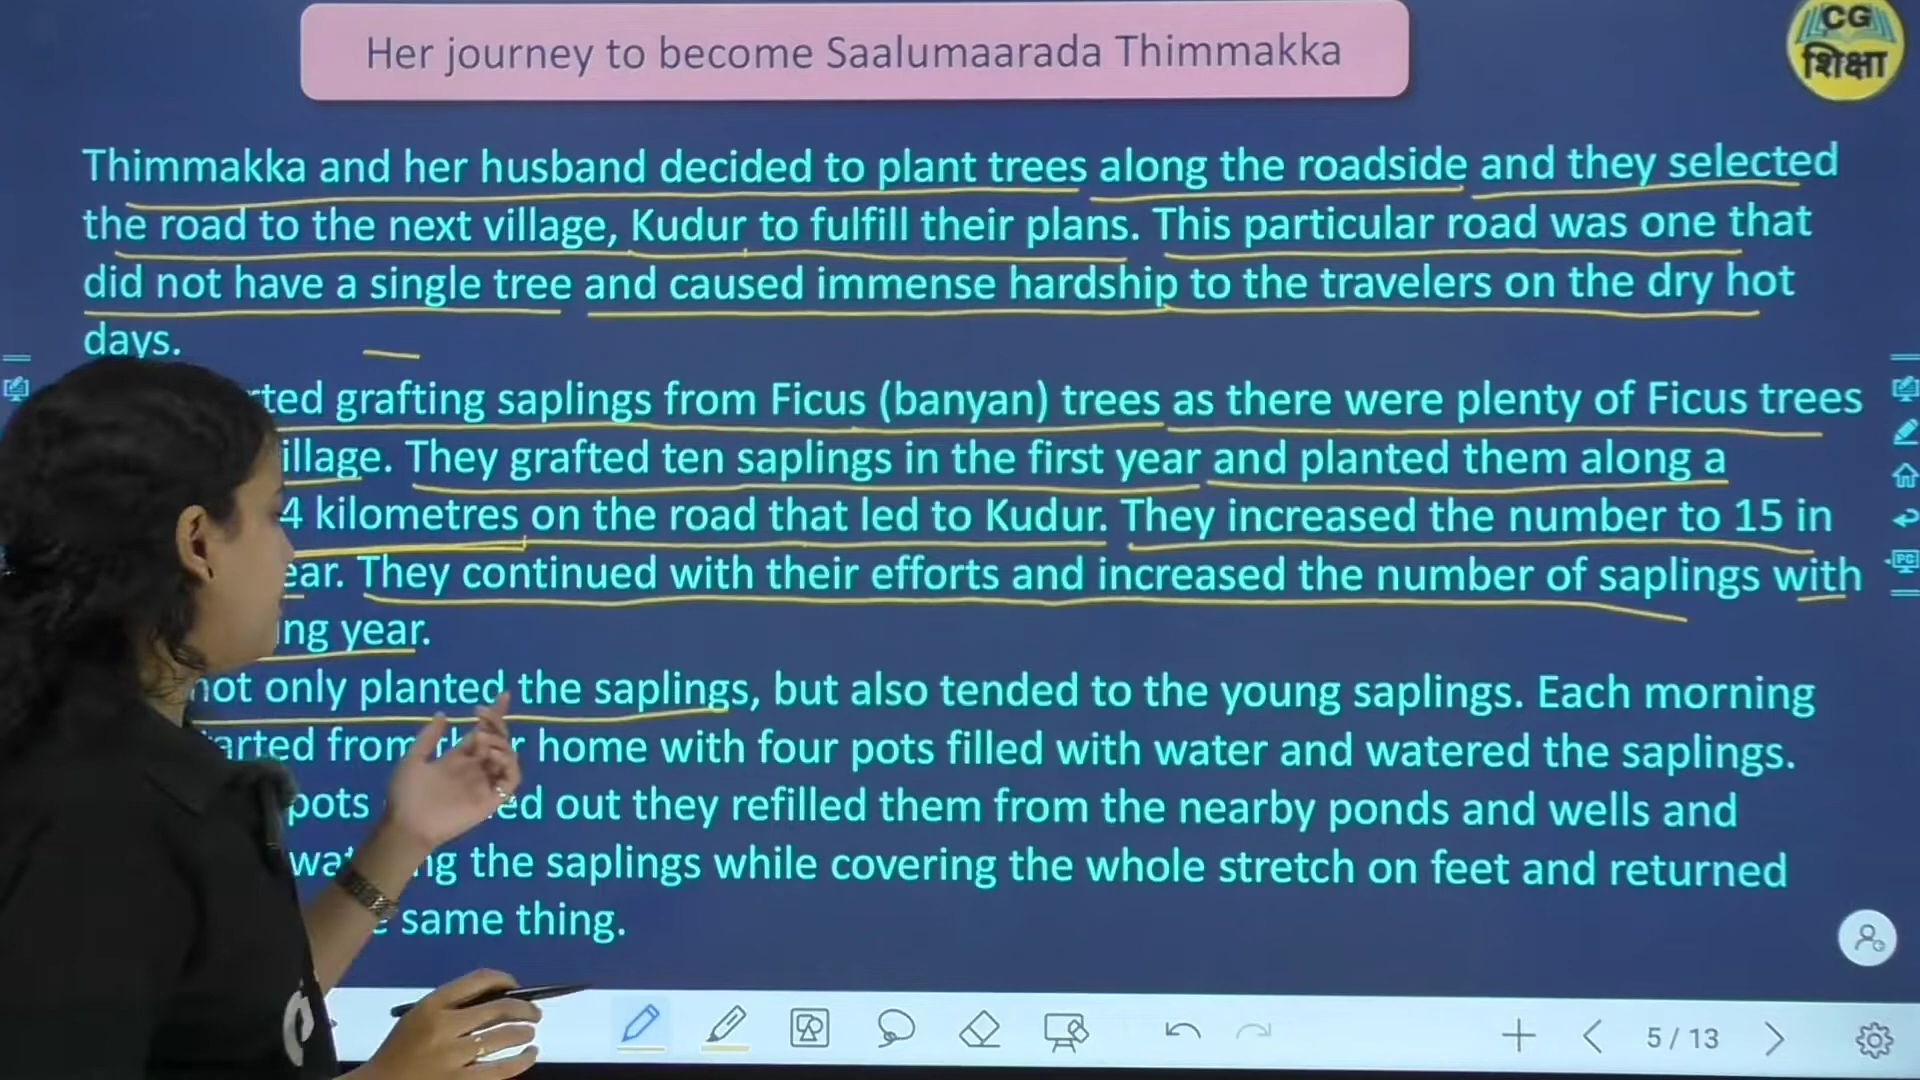 Her journey to become Saalumaarada Thimmakka
CG
शिक्षा
Thimmakka and her husband decided to plant trees along the roadside and they selected
the road to the next village, Kudur to fulfill their plans. This particular road was one that
did not have a single tree and caused immense hardship to the travelers on the dry hot
days.
grafting saplings from Ficus (banyan) trees as there were plenty of Ficus trees
They grafted ten saplings in the first year and planted them along a
4 kilometres on the road that led to Kudur. They increased the number to 15 in
They continued with their efforts and increased the number of saplings with
year.
not only planted the saplings, but also tended to the young saplings. Each morning
from home with four pots filled with water and watered the saplings.
pots out they refilled them from the nearby ponds and wells and
the saplings while covering the whole stretch on feet and returned
same thing.
PC
5 / 13